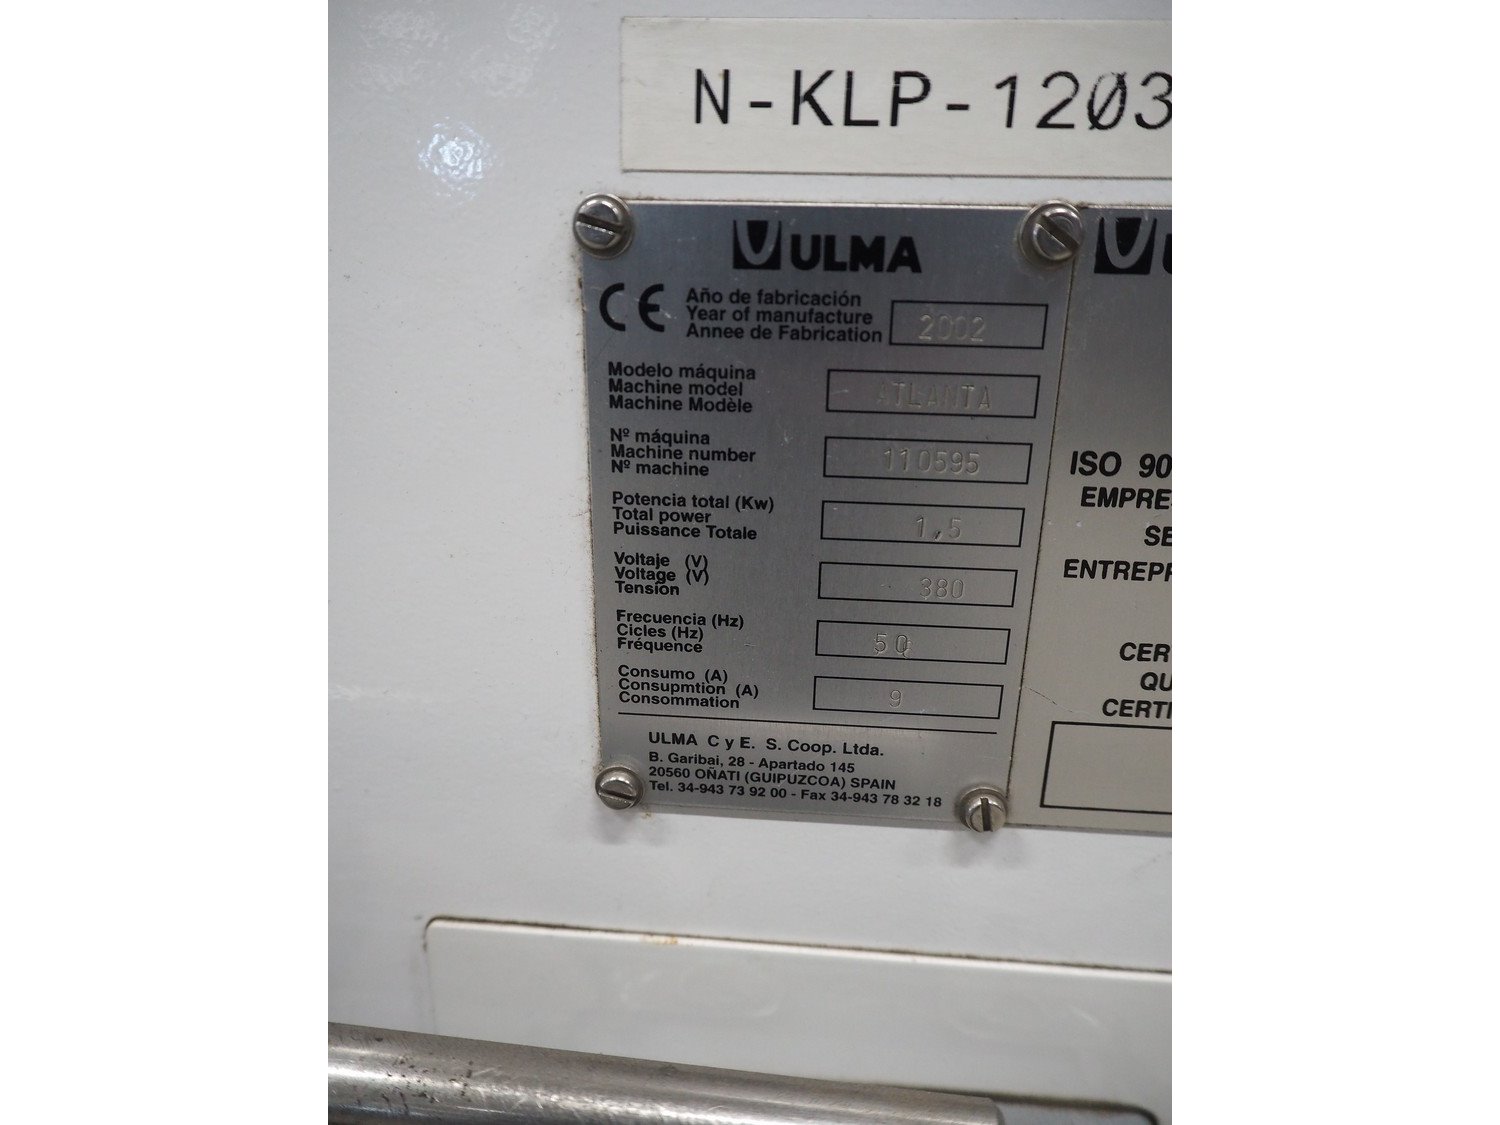 N-KLP-1203
ULMA
CE
Año de fabricación
Year of manufacture
Annee de Fabrication
2002
Modelo máquina
Machine model
Machine Modèle
ATLANTA
Nº máquina
Machine number
Nº machine
110595
Potencia total (Kw)
Total power
Puissance Totale
1,5
Voltaje (V)
Voltage (V)
Tensión
380
Frecuencia (Hz)
Cicles (Hz)
Fréquence
50
Consumo (A)
Consupmtion (A)
Consommation
9
ULMA C y E. S. Coop. Ltda.
B. Garibai, 28 - Apartado 145
20560 OÑATI (GUIPUZCOA) SPAIN
Tel. 34-943 73 92 00 - Fax 34-943 78 32 18
ISO 90
EMPRE
SE
ENTREPR
CER
QU
CERTI